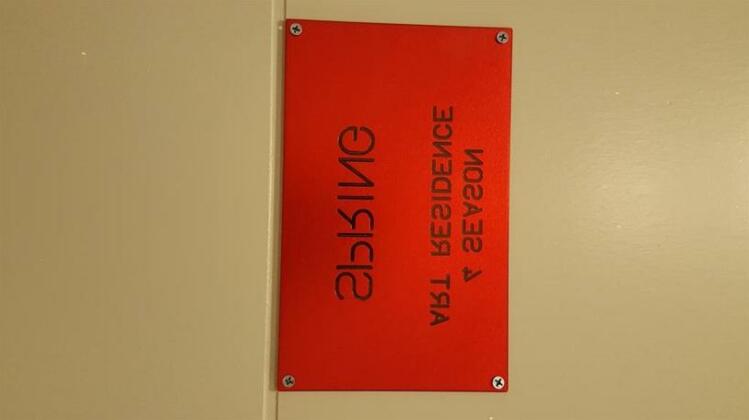 4 SEASON
ART RESIDENCE
SPRING